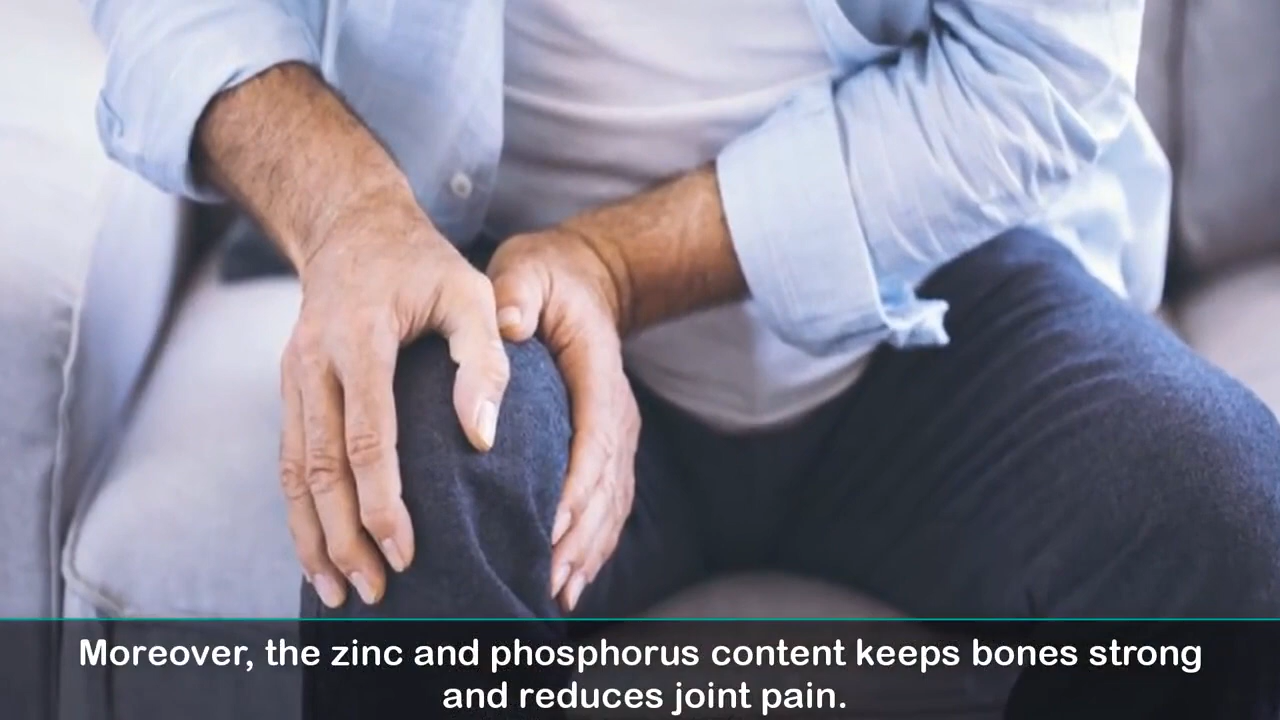 Moreover, the zinc and phosphorus content keeps bones strong
and reduces joint pain.